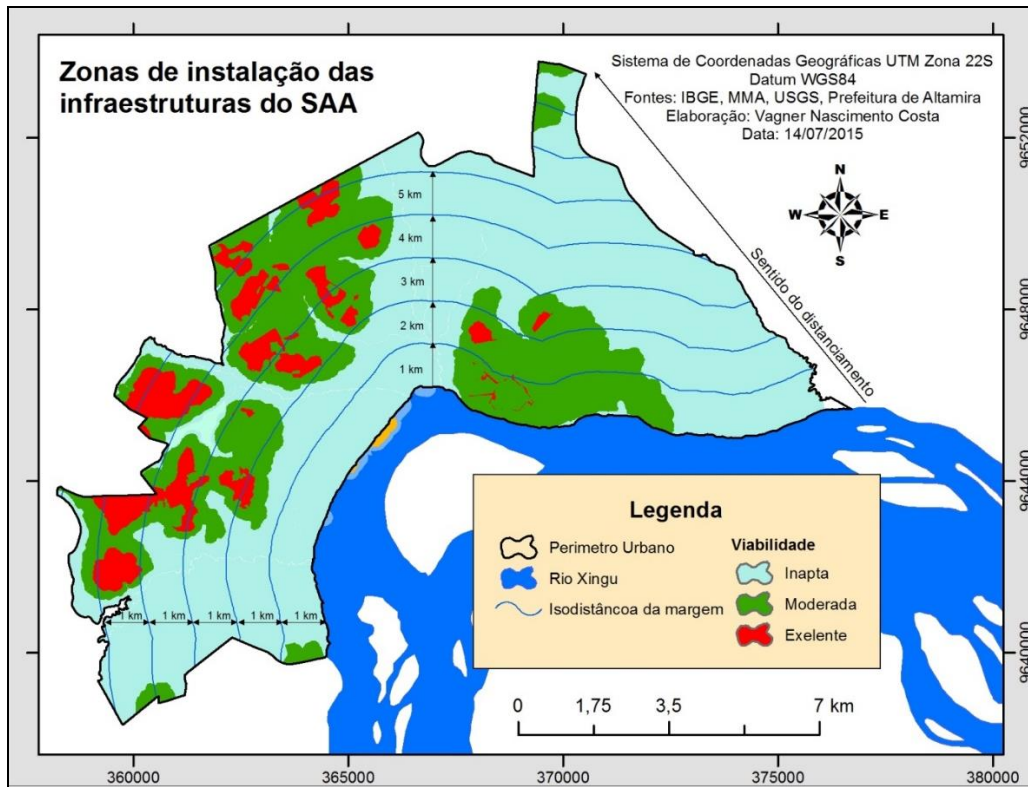 Zonas de instalação das
infraestruturas do SAA
Sistema de Coordenadas Geográficas UTM Zona 22S
Datum WGS84
Fontes: IBGE, MMA, USGS, Prefeitura de Altamira
Elaboração: Vagner Nascimento Costa
Data: 14/07/2015
N
W
E
S
Sentido do distanciamento
5 km
4 km
3 km
2 km
1 km
1 km
1 km
1 km
1 km
1 km
Legenda
Perimetro Urbano
Rio Xingu
Isodistâncoa da margem
Viabilidade
Inapta
Moderada
Exelente
0
1,75
3,5
7 km
9652000
9648000
9644000
9640000
360000
365000
370000
375000
380000